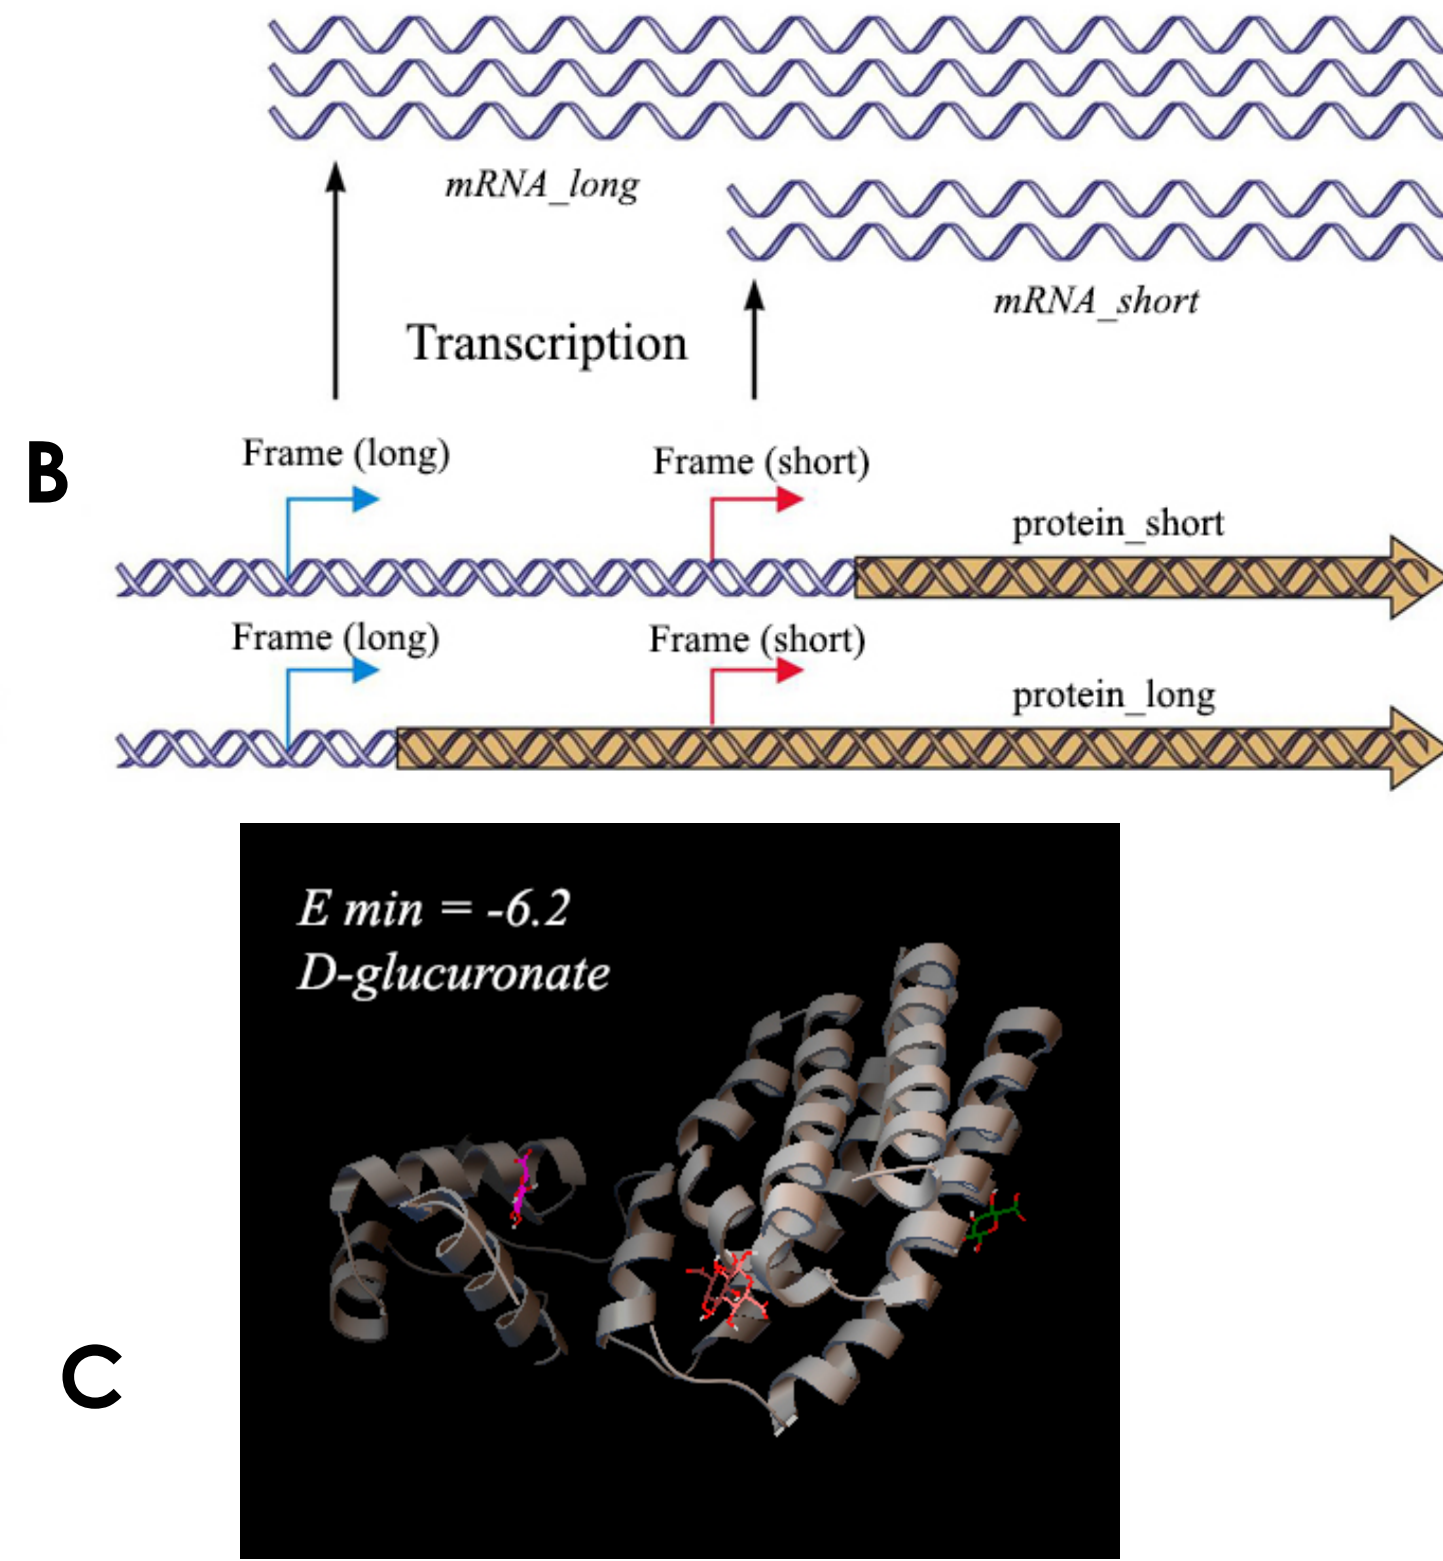 mRNA_long
mRNA_short
Transcription
B
Frame (long)
Frame (short)
protein_short
Frame (long)
Frame (short)
protein_long
E min = -6.2
D-glucuronate
C